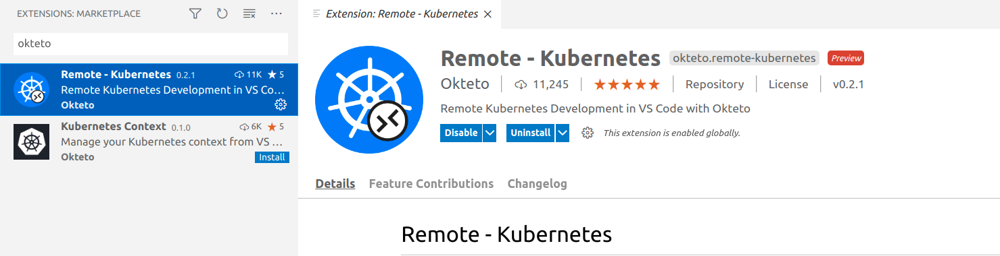 EXTENSIONS: MARKETPLACE
okteto
Remote - Kubernetes 0.2.1 11K ★ 5
Remote Kubernetes Development in VS Co...
Okteto
Kubernetes Context 0.1.0 6K ★ 5
Manage your Kubernetes context from VS ...
Okteto Install
Extension: Remote - Kubernetes ×
Remote - Kubernetes okteto.remote-kubernetes Preview
Okteto | 11,245 | ★★★★★ | Repository | License | v0.2.1
Remote Kubernetes Development in VS Code with Okteto
Disable Uninstall This extension is enabled globally.
Details Feature Contributions Changelog
Remote - Kubernetes